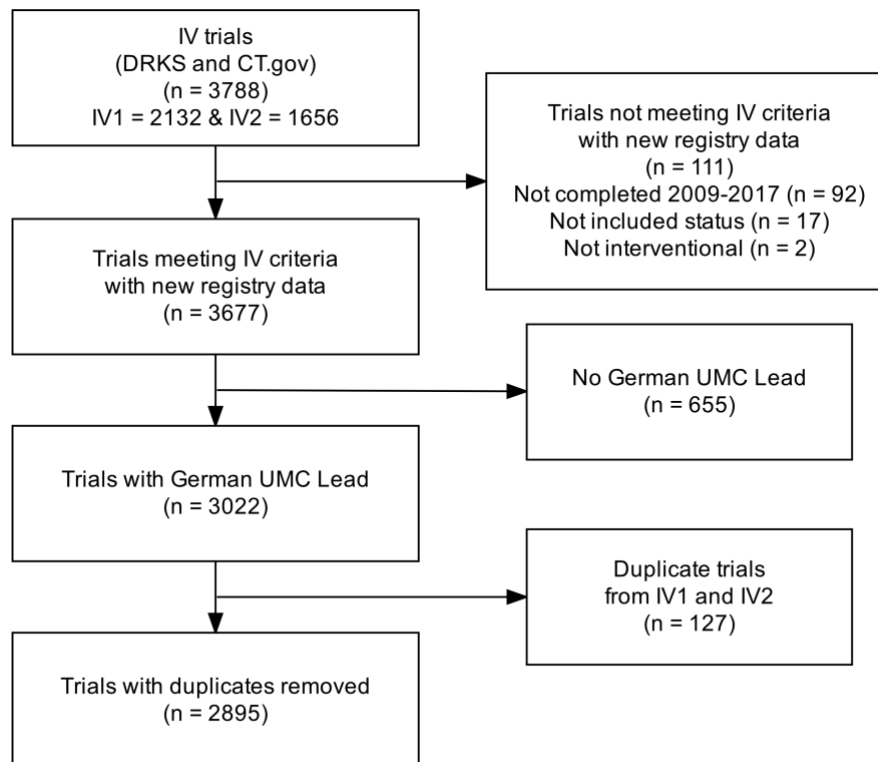 IV trials
(DRKS and CT.gov)
(n = 3788)
IV1 = 2132 & IV2 = 1656
Trials not meeting IV criteria
with new registry data
(n = 111)
Not completed 2009-2017 (n = 92)
Not included status (n = 17)
Not interventional (n = 2)
Trials meeting IV criteria
with new registry data
(n = 3677)
No German UMC Lead
(n = 655)
Trials with German UMC Lead
(n = 3022)
Duplicate trials
from IV1 and IV2
(n = 127)
Trials with duplicates removed
(n = 2895)